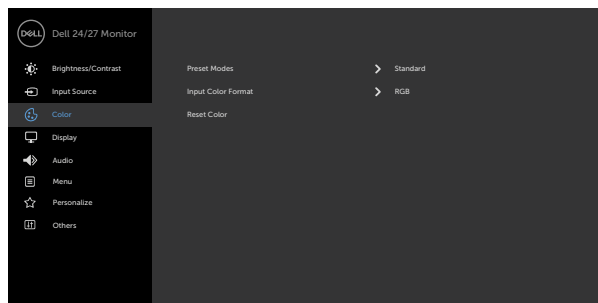 DELL Dell 24/27 Monitor
Brightness/Contrast Preset Modes Standard
Input Source Input Color Format RGB
Color Reset Color
Display
Audio
Menu
Personalize
Others